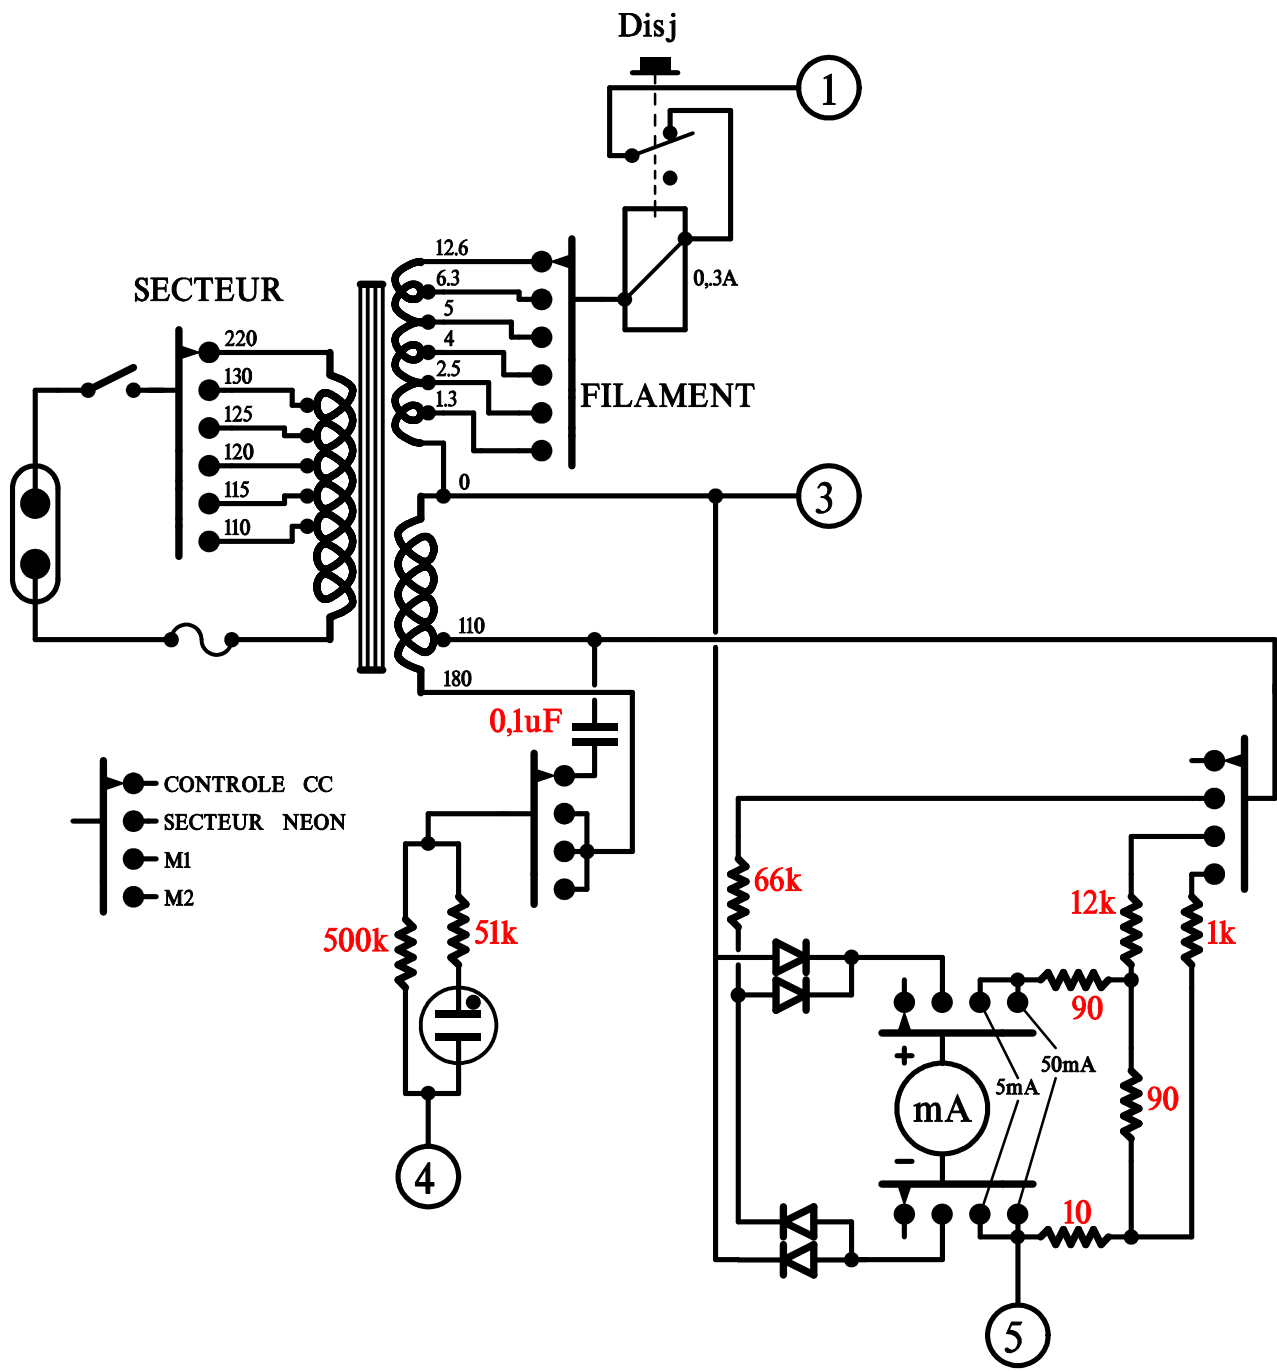 Disj
1
12.6
6.3
5
4
2.5
1.3
0,.3A
SECTEUR
220
130
125
120
115
110
FILAMENT
0
3
110
180
0,1uF
CONTROLE CC
SECTEUR NEON
M1
M2
500k
51k
66k
12k
1k
90
50mA
5mA
+
mA
90
−
4
10
5